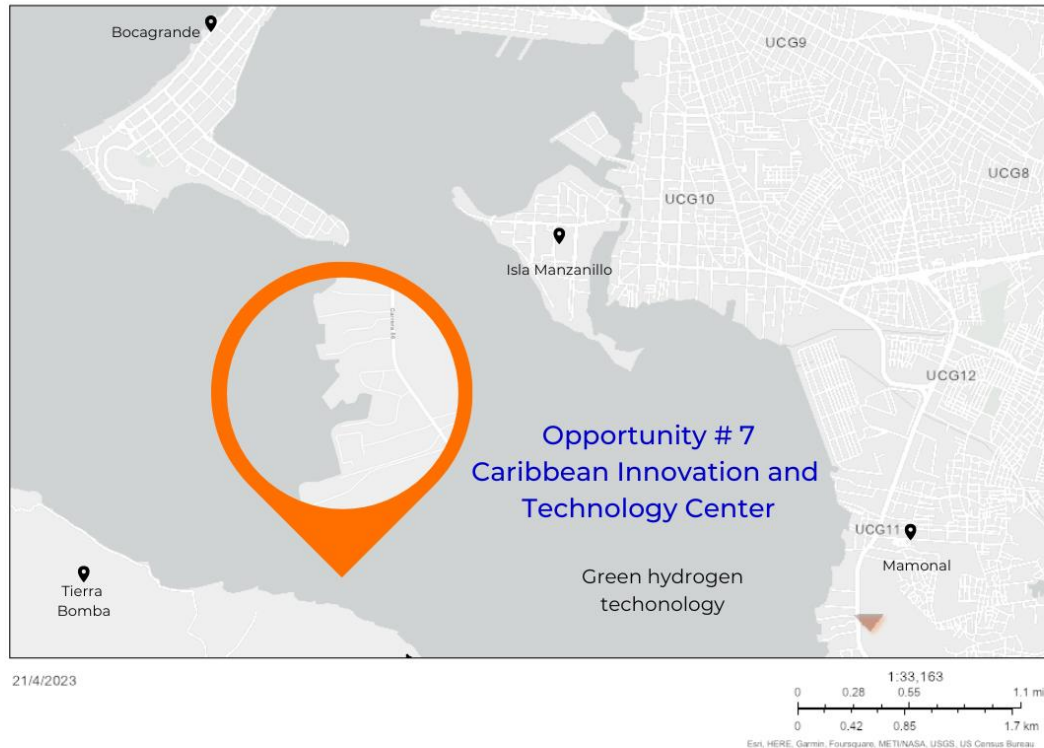 Bocagrande
UCG9
UCG8
UCG10
Isla Manzanillo
UCG12
Opportunity # 7
Caribbean Innovation and
Technology Center
UCG11
Mamonal
Green hydrogen
techonology
Tierra
Bomba
21/4/2023
1:33,163
0 0.28 0.55 1.1 mi
0 0.42 0.85 1.7 km
Esri, HERE, Garmin, Foursquare, METI/NASA, USGS, US Census Bureau